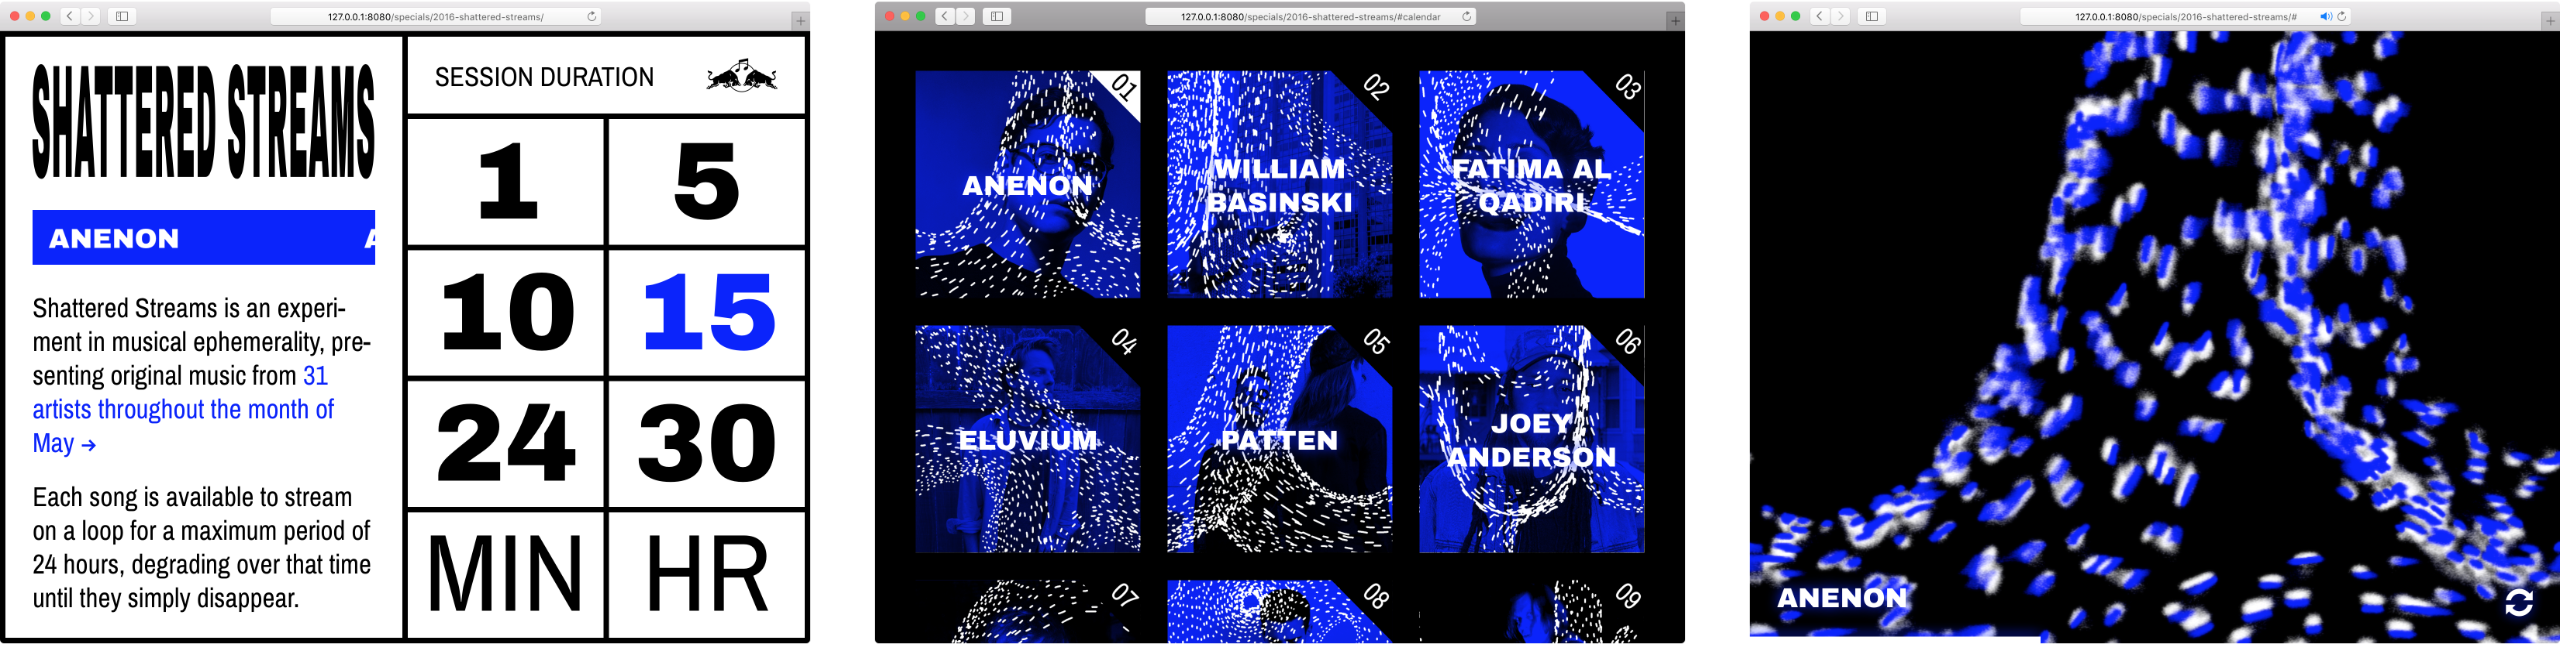 127.0.0.1:8080/specials/2016-shattered-streams/
SHATTERED STREAMS
ANENON A
Shattered Streams is an experi-
ment in musical ephemerality, pre-
senting original music from 31
artists throughout the month of
May →
Each song is available to stream
on a loop for a maximum period of
24 hours, degrading over that time
until they simply disappear.
SESSION DURATION
1 5
10 15
24 30
MIN HR
127.0.0.1:8080/specials/2016-shattered-streams/#calendar
01
ANENON
02
WILLIAM
BASINSKI
03
FATIMA AL
QADIRI
04
ELUVIUM
05
PATTEN
06
JOEY
ANDERSON
07
08
09
127.0.0.1:8080/specials/2016-shattered-streams/#
ANENON